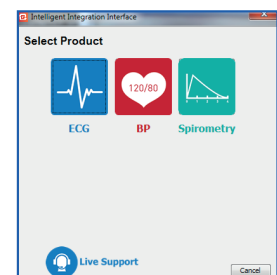 Intelligent Integration Interface
Select Product
120/80
ECG BP Spirometry
Live Support
Cancel